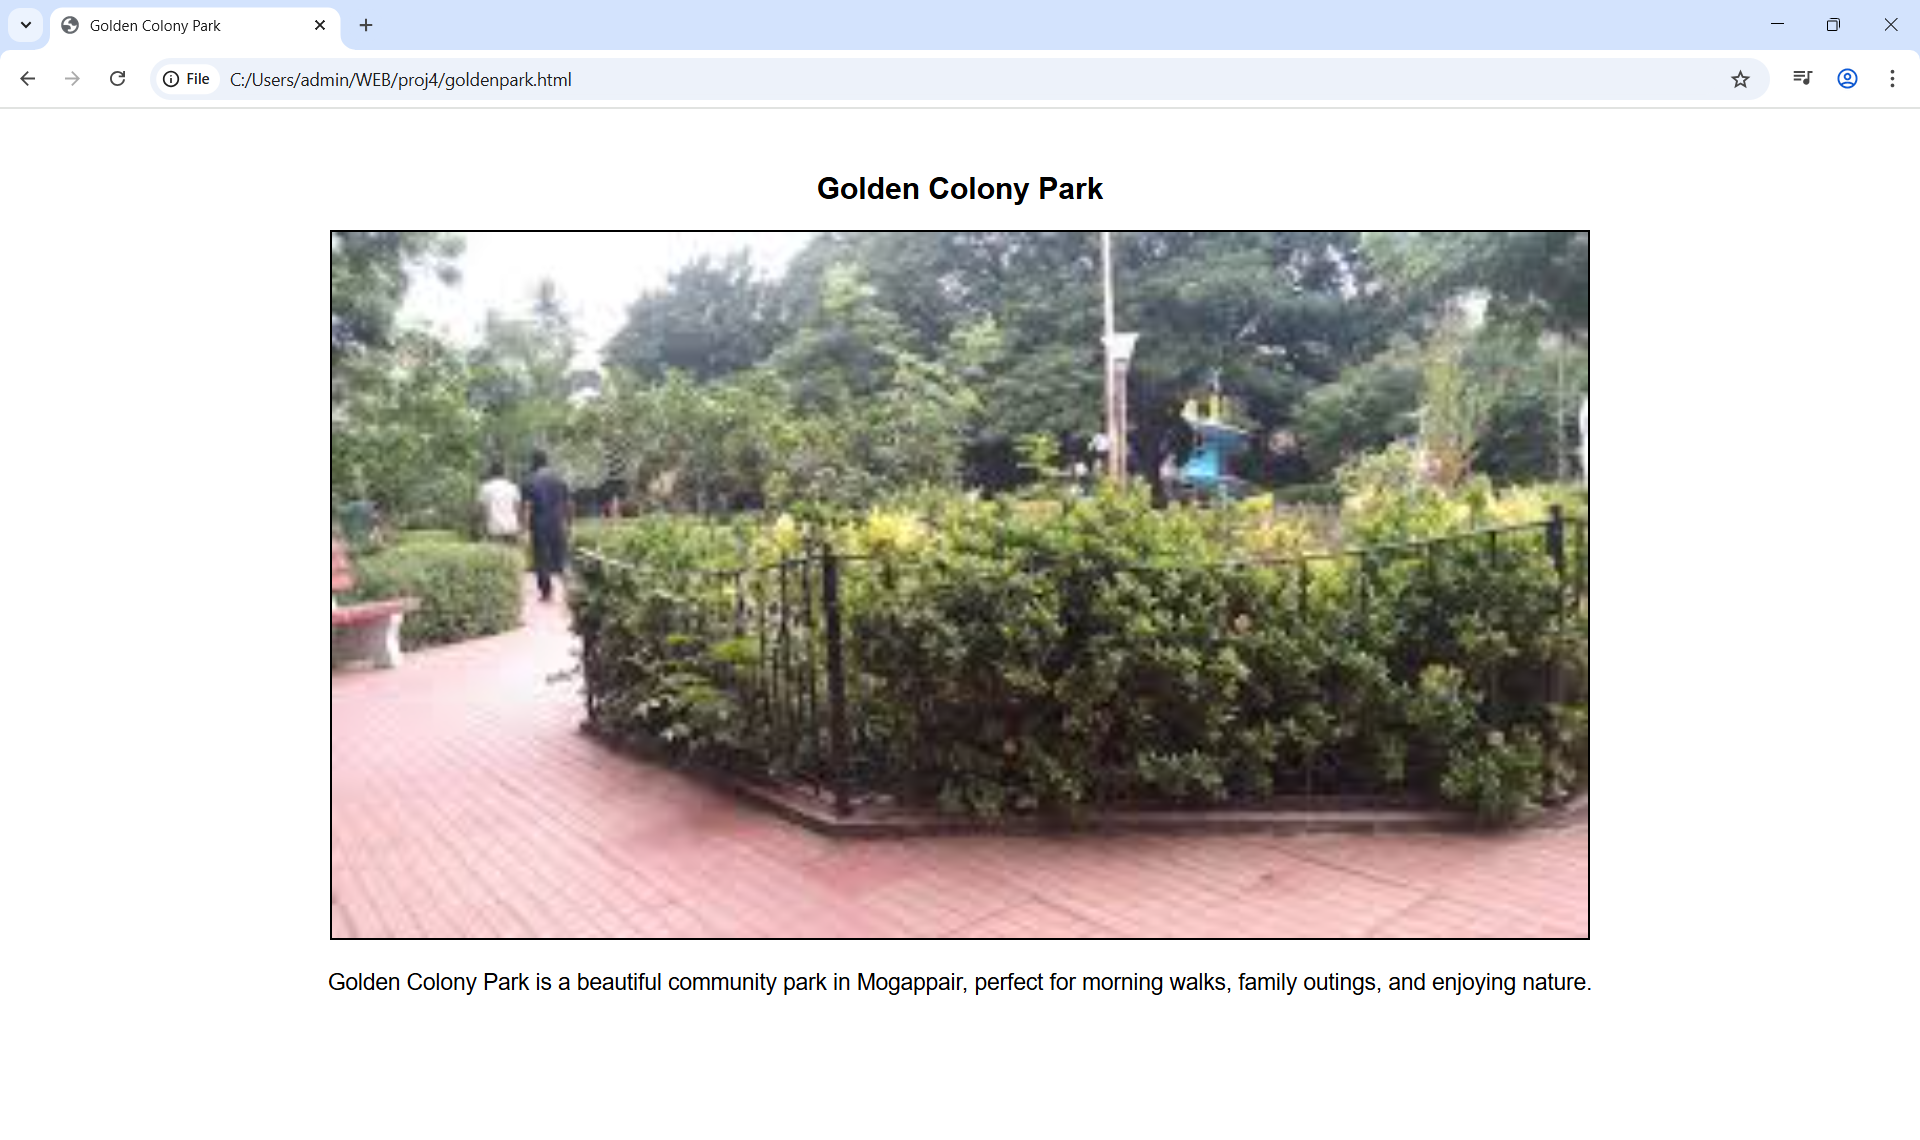 Golden Colony Park
File C:/Users/admin/WEB/proj4/goldenpark.html
Golden Colony Park
Golden Colony Park is a beautiful community park in Mogappair, perfect for morning walks, family outings, and enjoying nature.